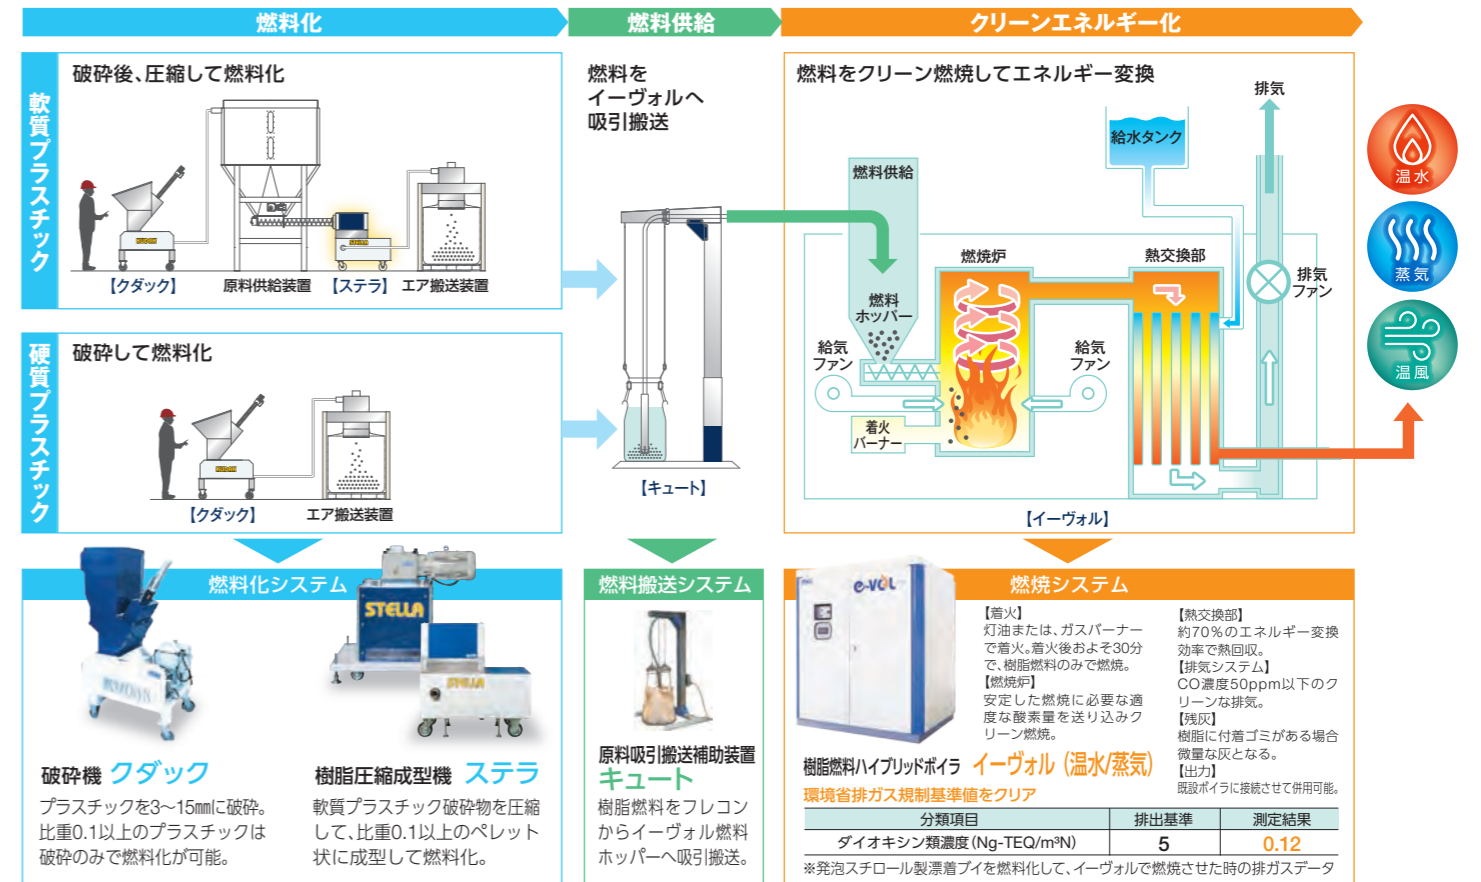 燃料化
燃料供給
クリーンエネルギー化
軟質プラスチック
破砕後、圧縮して燃料化
KUDAK
STELLA
【クダック】
原料供給装置
【ステラ】
エア搬送装置
硬質プラスチック
破砕して燃料化
KUDAK
【クダック】
エア搬送装置
燃料を
イーヴォルへ
吸引搬送
【キュート】
燃料をクリーン燃焼してエネルギー変換
排気
給水タンク
燃料供給
燃焼炉
熱交換部
燃料
ホッパー
排気
ファン
給気
ファン
給気
ファン
着火
バーナー
【イーヴォル】
温水
蒸気
温風
燃料化システム
STELLA
STELLA
破砕機 クダック
プラスチックを3〜15㎜に破砕。
比重0.1以上のプラスチックは
破砕のみで燃料化が可能。
樹脂圧縮成型機 ステラ
軟質プラスチック破砕物を圧縮
して、比重0.1以上のペレット
状に成型して燃料化。
燃料搬送システム
原料吸引搬送補助装置
キュート
樹脂燃料をフレコン
からイーヴォル燃料
ホッパーへ吸引搬送。
燃焼システム
e-VOL
【着火】
灯油または、ガスバーナー
で着火。着火後およそ30分
で、樹脂燃料のみで燃焼。
【燃焼炉】
安定した燃焼に必要な適
度な酸素量を送り込みク
リーン燃焼。
【熱交換部】
約70％のエネルギー変換
効率で熱回収。
【排気システム】
CO濃度50ppm以下のク
リーンな排気。
【残灰】
樹脂に付着ゴミがある場合
微量な灰となる。
【出力】
既設ボイラに接続させて併用可能。
樹脂燃料ハイブリッドボイラ イーヴォル（温水/蒸気）
環境省排ガス規制基準値をクリア
分類項目 排出基準 測定結果
ダイオキシン類濃度（Ng-TEQ/m³N） 5 0.12
※発泡スチロール製漂着ブイを燃料化して、イーヴォルで燃焼させた時の排ガスデータ